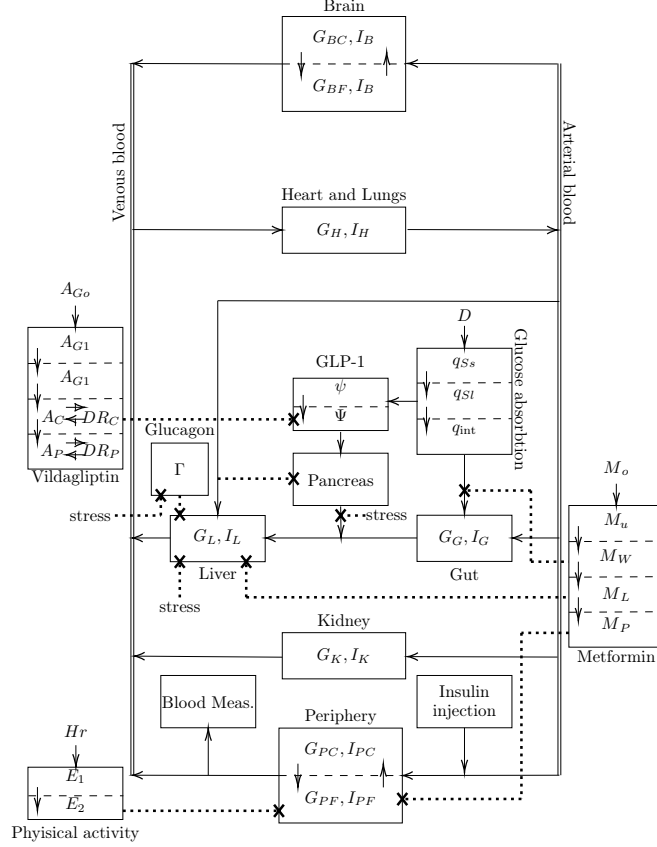 Brain
G_{BC}, I_B
G_{BF}, I_B
Venous blood
Arterial blood
Heart and Lungs
G_H, I_H
A_{Go}
A_{G1}
A_{G1}
A_C DR_C
A_P DR_P
Vildagliptin
D
q_{Ss}
q_{Sl}
q_{int}
Glucose absorbtion
GLP-1
ψ
Ψ
Glucagon
Γ
Pancreas
stress
stress
G_L, I_L
Liver
stress
G_G, I_G
Gut
M_o
M_u
M_W
M_L
M_P
Metformin
Kidney
G_K, I_K
Blood Meas.
Insulin
injection
Periphery
G_{PC}, I_{PC}
G_{PF}, I_{PF}
Hr
E_1
E_2
Phyisical activity